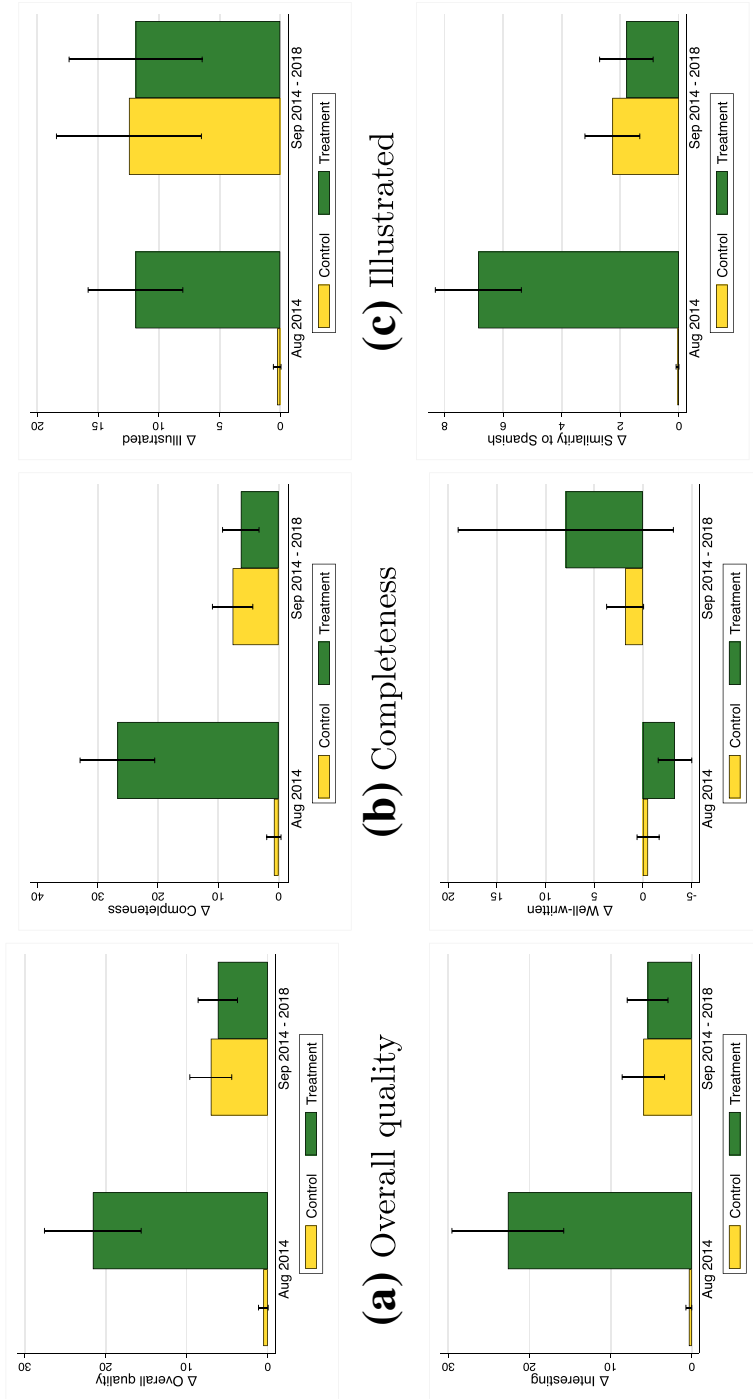 30
20
10
0
Δ Overall quality
Aug 2014
Sep 2014 - 2018
Control
Treatment
(a) Overall quality
40
30
20
10
0
Δ Completeness
Aug 2014
Sep 2014 - 2018
Control
Treatment
(b) Completeness
20
15
10
5
0
Δ Illustrated
Aug 2014
Sep 2014 - 2018
Control
Treatment
(c) Illustrated
30
20
10
0
Δ Interesting
Aug 2014
Sep 2014 - 2018
Control
Treatment
20
15
10
5
0
-5
Δ Well-written
Aug 2014
Sep 2014 - 2018
Control
Treatment
8
6
4
2
0
Δ Similarity to Spanish
Aug 2014
Sep 2014 - 2018
Control
Treatment